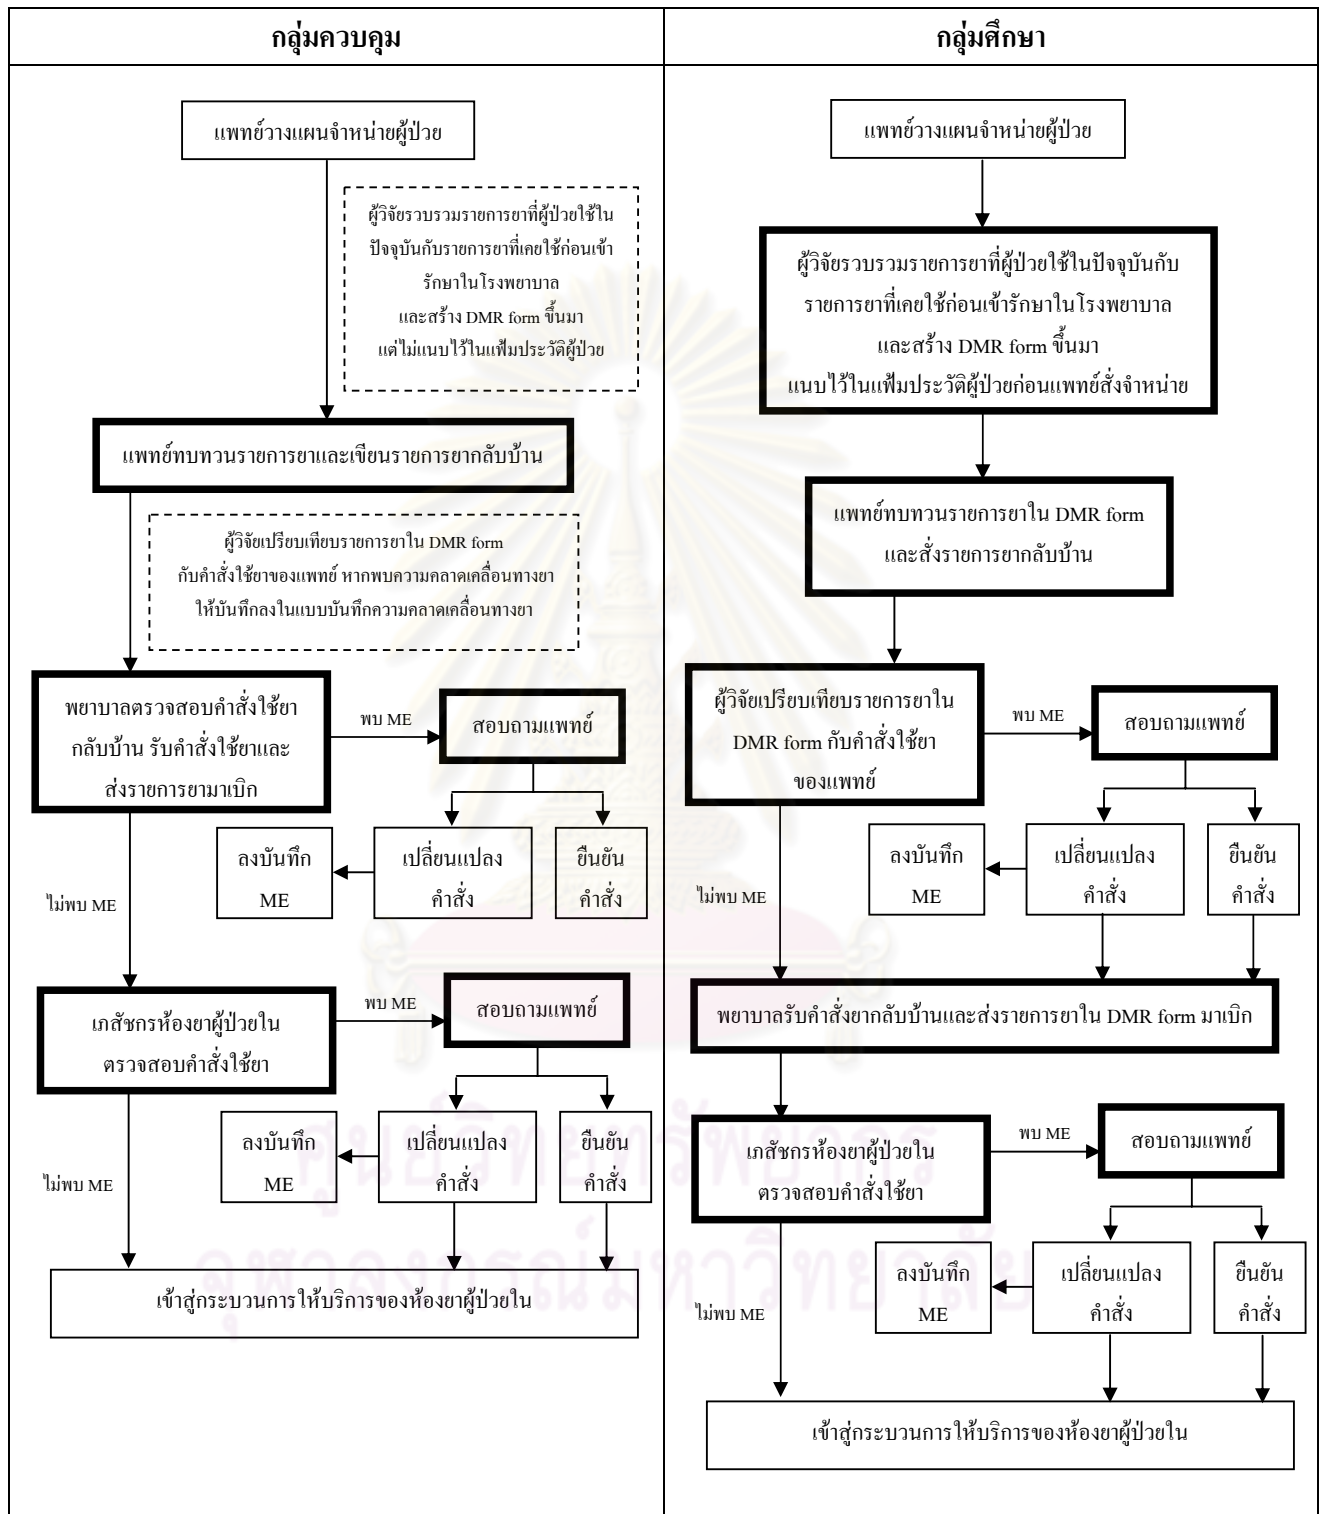 กลุ่มควบคุม
แพทย์วางแผนจำหน่ายผู้ป่วย
ผู้วิจัยรวบรวมรายการยาที่ผู้ป่วยใช้ใน
ปัจจุบันกับรายการยาที่เคยใช้ก่อนเข้า
รักษาในโรงพยาบาล
และสร้าง DMR form ขึ้นมา
แต่ไม่แนบไว้ในแฟ้มประวัติผู้ป่วย
แพทย์ทบทวนรายการยาและเขียนรายการยากลับบ้าน
ผู้วิจัยเปรียบเทียบรายการยาใน DMR form
กับคำสั่งใช้ยาของแพทย์ หากพบความคลาดเคลื่อนทางยา
ให้บันทึกลงในแบบบันทึกความคลาดเคลื่อนทางยา
พยาบาลตรวจสอบคำสั่งใช้ยา
กลับบ้าน รับคำสั่งใช้ยาและ
ส่งรายการยามาเบิก
พบ ME
สอบถามแพทย์
ลงบันทึก
ME
เปลี่ยนแปลง
คำสั่ง
ยืนยัน
คำสั่ง
ไม่พบ ME
เภสัชกรห้องยาผู้ป่วยใน
ตรวจสอบคำสั่งใช้ยา
พบ ME
สอบถามแพทย์
ลงบันทึก
ME
เปลี่ยนแปลง
คำสั่ง
ยืนยัน
คำสั่ง
ไม่พบ ME
เข้าสู่กระบวนการให้บริการของห้องยาผู้ป่วยใน
กลุ่มศึกษา
แพทย์วางแผนจำหน่ายผู้ป่วย
ผู้วิจัยรวบรวมรายการยาที่ผู้ป่วยใช้ในปัจจุบันกับ
รายการยาที่เคยใช้ก่อนเข้ารักษาในโรงพยาบาล
และสร้าง DMR form ขึ้นมา
แนบไว้ในแฟ้มประวัติผู้ป่วยก่อนแพทย์สั่งจำหน่าย
แพทย์ทบทวนรายการยาใน DMR form
และสั่งรายการยากลับบ้าน
ผู้วิจัยเปรียบเทียบรายการยาใน
DMR form กับคำสั่งใช้ยา
ของแพทย์
พบ ME
สอบถามแพทย์
ลงบันทึก
ME
เปลี่ยนแปลง
คำสั่ง
ยืนยัน
คำสั่ง
ไม่พบ ME
พยาบาลรับคำสั่งยากลับบ้านและส่งรายการยาใน DMR form มาเบิก
เภสัชกรห้องยาผู้ป่วยใน
ตรวจสอบคำสั่งใช้ยา
พบ ME
สอบถามแพทย์
ลงบันทึก
ME
เปลี่ยนแปลง
คำสั่ง
ยืนยัน
คำสั่ง
ไม่พบ ME
เข้าสู่กระบวนการให้บริการของห้องยาผู้ป่วยใน
ศูนย์วิทยทรัพยากร
จุฬาลงกรณ์มหาวิทยาลัย